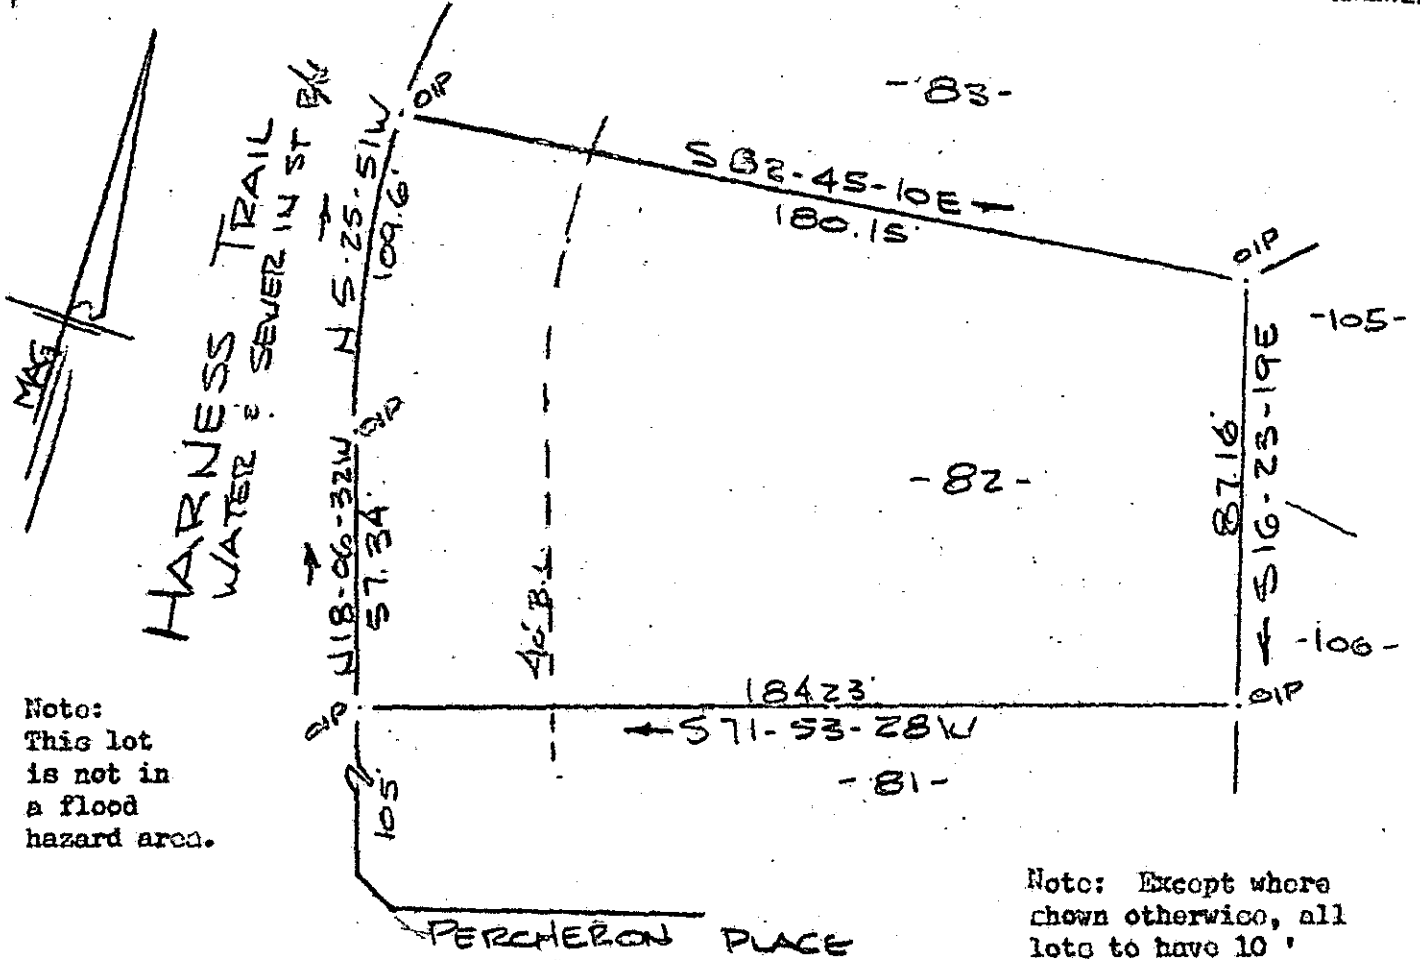 -83-
OIP
S 82-45-10E
180.15'
HARNESS TRAIL
WATER & SEWER IN ST R/W
N 5-25-51W
109.6'
OIP
-105-
MAG
OIP
S16-23-19E
87.16'
-82-
N18-06-32W
57.34'
40' B.L.
-106-
184.23'
OIP
OIP
S71-53-28W
-81-
105'
Note:
This lot
is not in
a flood
hazard area.
Note: Except where
shown otherwise, all
lots to have 10 '
PERCHERON PLACE